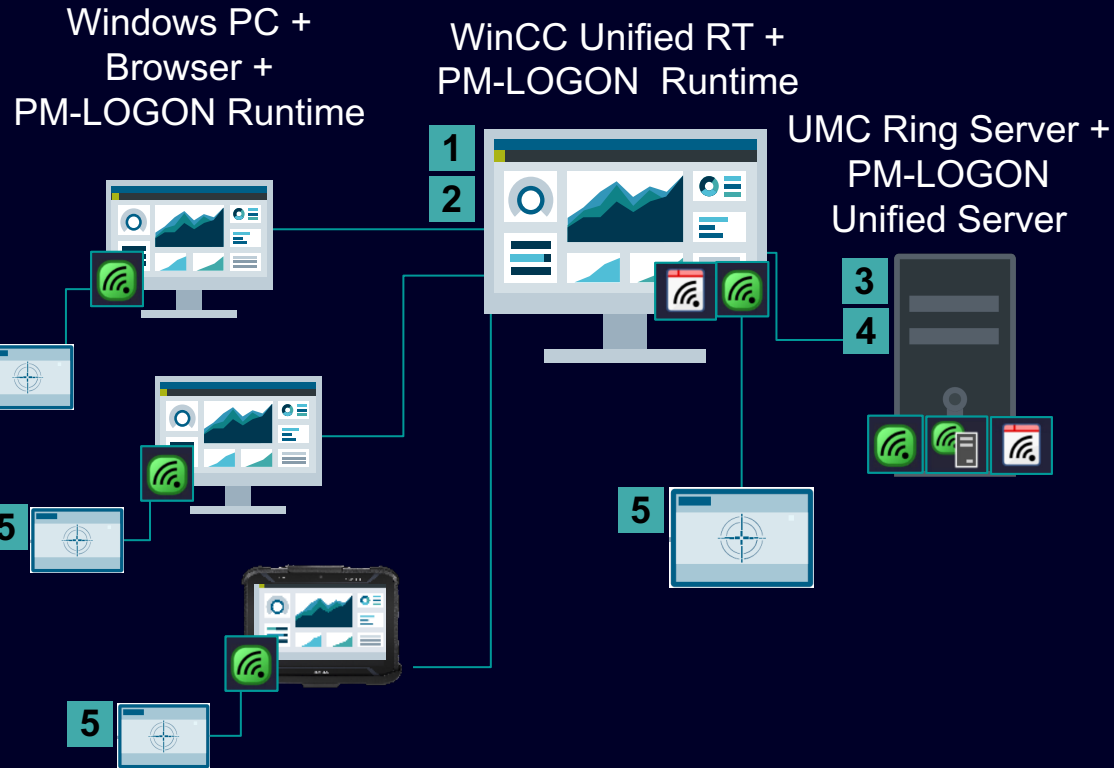 Windows PC +
Browser +
PM-LOGON Runtime
WinCC Unified RT +
PM-LOGON  Runtime
UMC Ring Server +
PM-LOGON
Unified Server
1
2
3
4
5
5
5